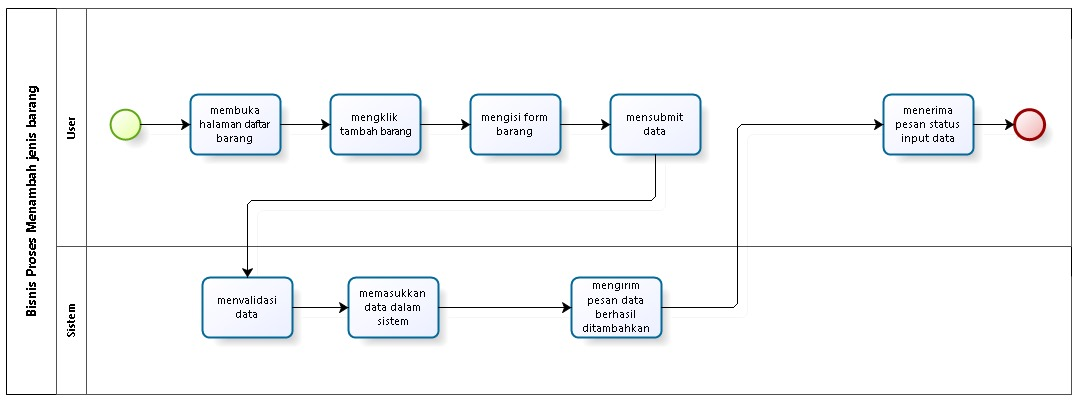 Bisnis Proses Menambah jenis barang
User
membuka
halaman daftar
barang
mengklik
tambah barang
mengisi form
barang
mensubmit
data
menerima
pesan status
input data
Sistem
menvalidasi
data
memasukkan
data dalam
sistem
mengirim
pesan data
berhasil
ditambahkan